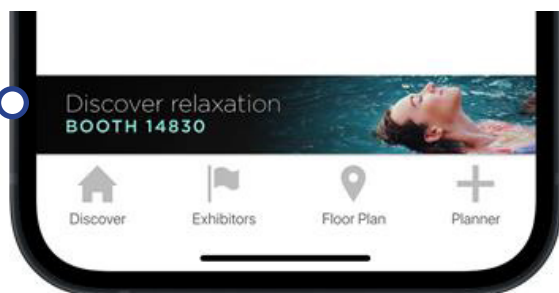 Discover relaxation
BOOTH 14830
Discover
Exhibitors
Floor Plan
Planner